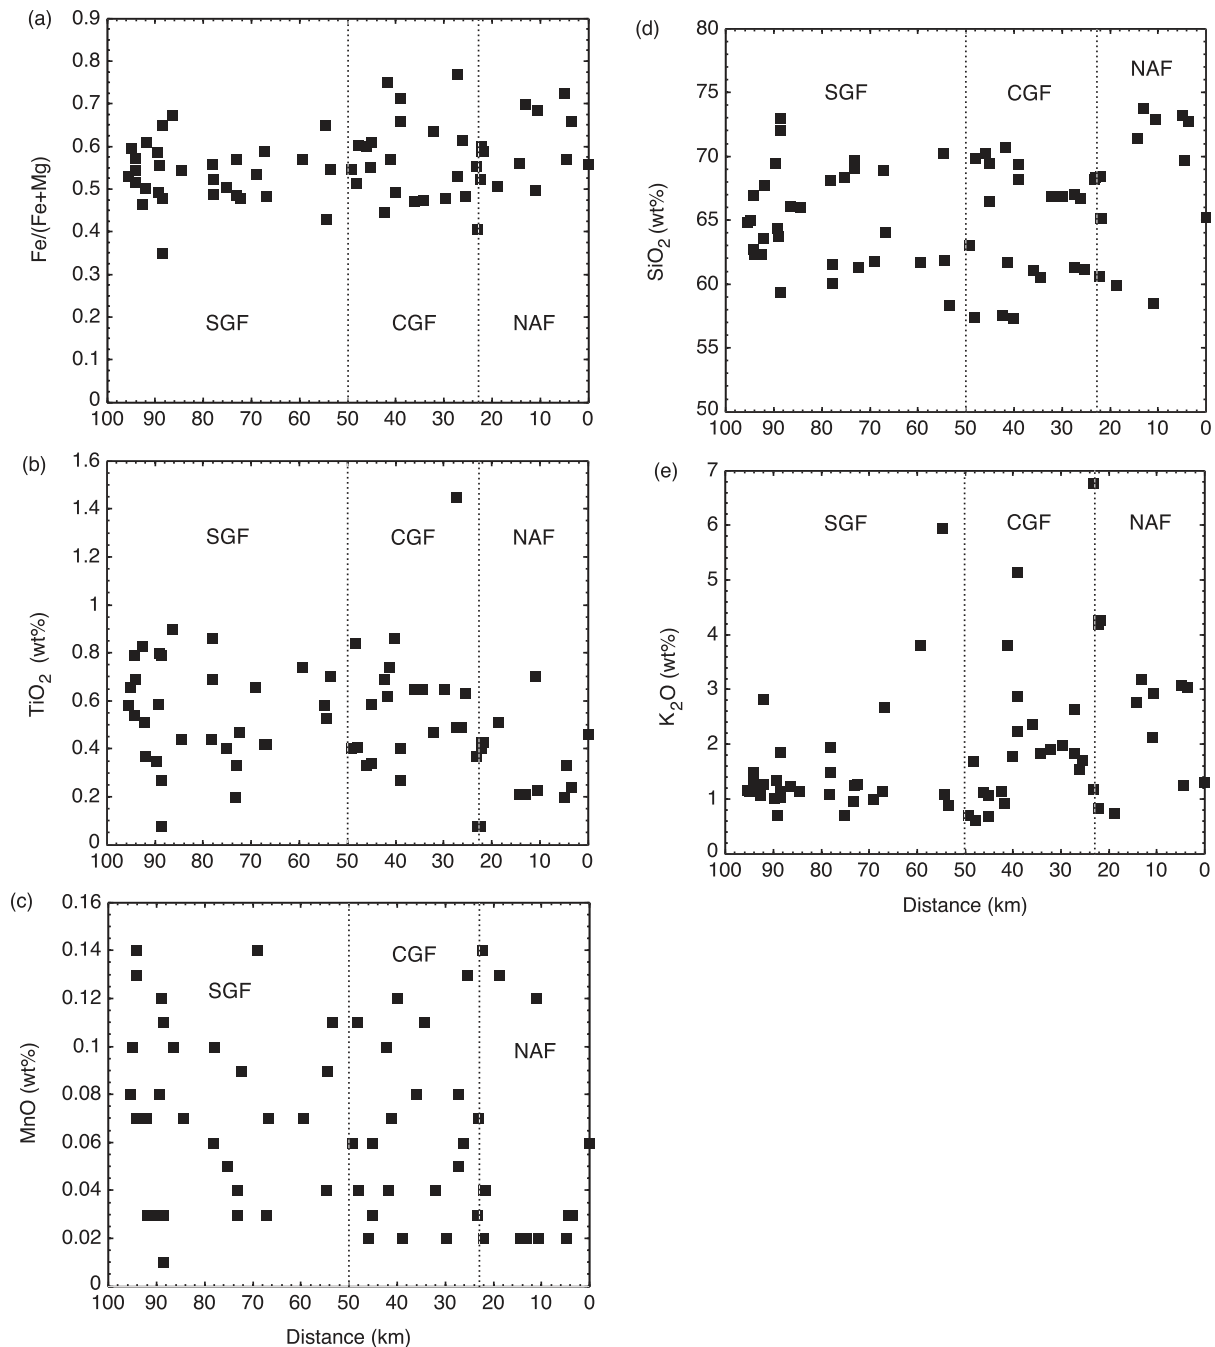 (a)
Fe/(Fe+Mg)
0.9
0.8
0.7
0.6
0.5
0.4
0.3
0.2
0.1
0
SGF CGF NAF
100 90 80 70 60 50 40 30 20 10 0
(b)
TiO2 (wt%)
1.6
1.4
1.2
1
0.8
0.6
0.4
0.2
0
SGF CGF NAF
100 90 80 70 60 50 40 30 20 10 0
(c)
MnO (wt%)
0.16
0.14
0.12
0.1
0.08
0.06
0.04
0.02
0
CGF
SGF
NAF
100 90 80 70 60 50 40 30 20 10 0
Distance (km)
(d)
SiO2 (wt%)
80
75
70
65
60
55
50
NAF
SGF CGF
100 90 80 70 60 50 40 30 20 10 0
(e)
K2O (wt%)
7
6
5
4
3
2
1
0
SGF CGF NAF
100 90 80 70 60 50 40 30 20 10 0
Distance (km)